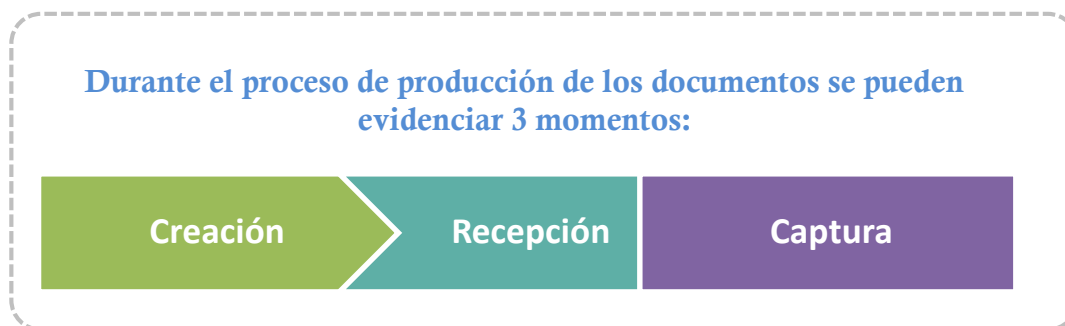 Durante el proceso de producción de los documentos se pueden
evidenciar 3 momentos:
Creación
Recepción
Captura